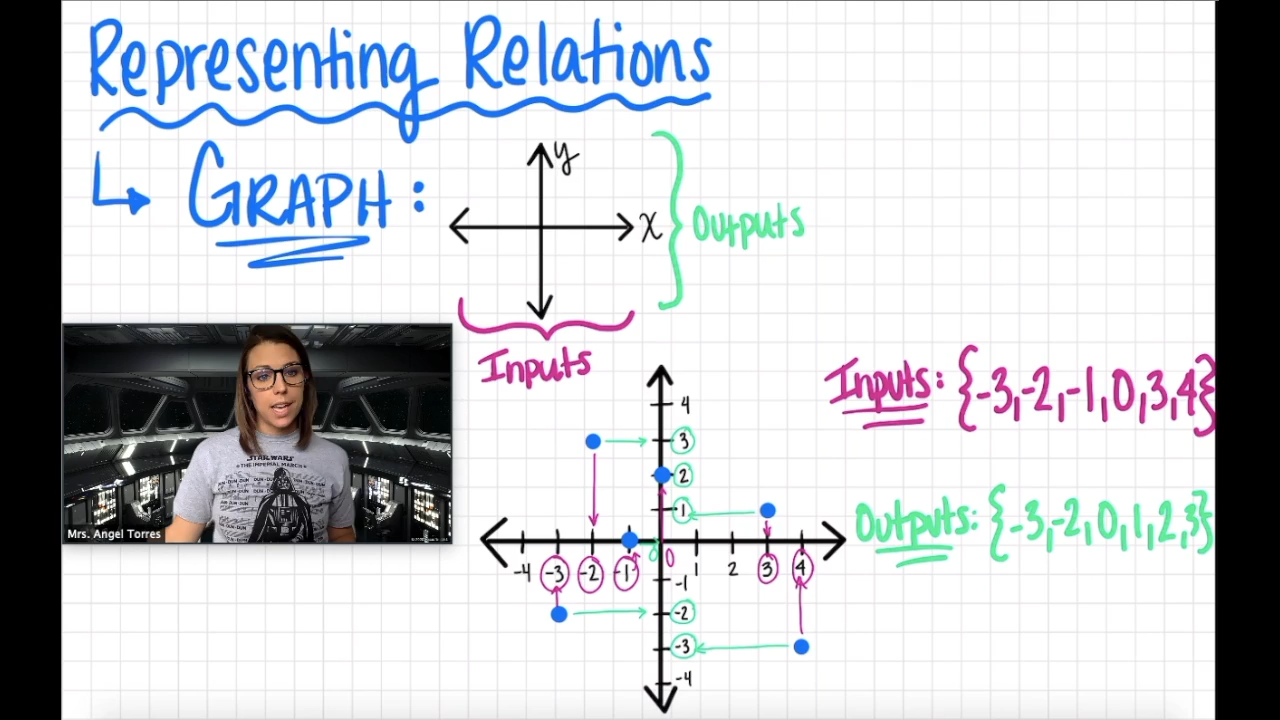 Representing Relations
↳ GRAPH:
y
x
Outputs
Inputs
STAR WARS
THE IMPERIAL MARCH
Mrs. Angel Torres
4
3
2
1
0
-4 -3 -2 -1 0 1 2 3 4
-1
-2
-3
-4
Inputs: {-3,-2,-1,0,3,4}
Outputs: {-3,-2,0,1,2,3}